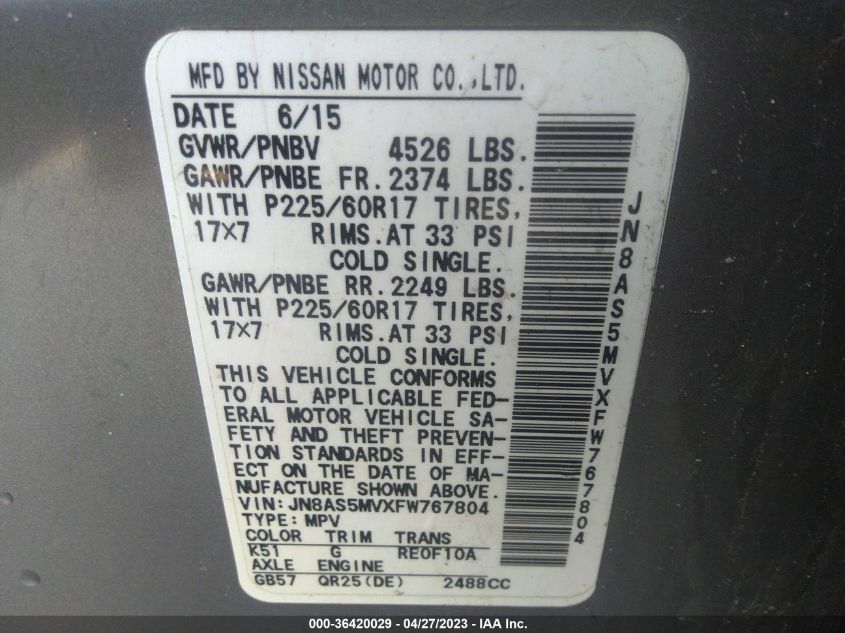 MFD BY NISSAN MOTOR CO.,LTD.
DATE 6/15
GVWR/PNBV 4526 LBS.
GAWR/PNBE FR. 2374 LBS.
WITH P225/60R17 TIRES,
17X7 RIMS. AT 33 PSI
COLD SINGLE.
GAWR/PNBE RR. 2249 LBS.
WITH P225/60R17 TIRES,
17X7 RIMS. AT 33 PSI
COLD SINGLE.
THIS VEHICLE CONFORMS
TO ALL APPLICABLE FED-
ERAL MOTOR VEHICLE SA-
FETY AND THEFT PREVEN-
TION STANDARDS IN EFF-
ECT ON THE DATE OF MA-
NUFACTURE SHOWN ABOVE.
VIN: JN8AS5MVXFW767804
TYPE: MPV
COLOR TRIM TRANS
K51 G RE0F10A
AXLE ENGINE
GB57 QR25(DE) 2488CC
JN8AS5MVXFW767804
000-36420029 - 04/27/2023 - IAA Inc.